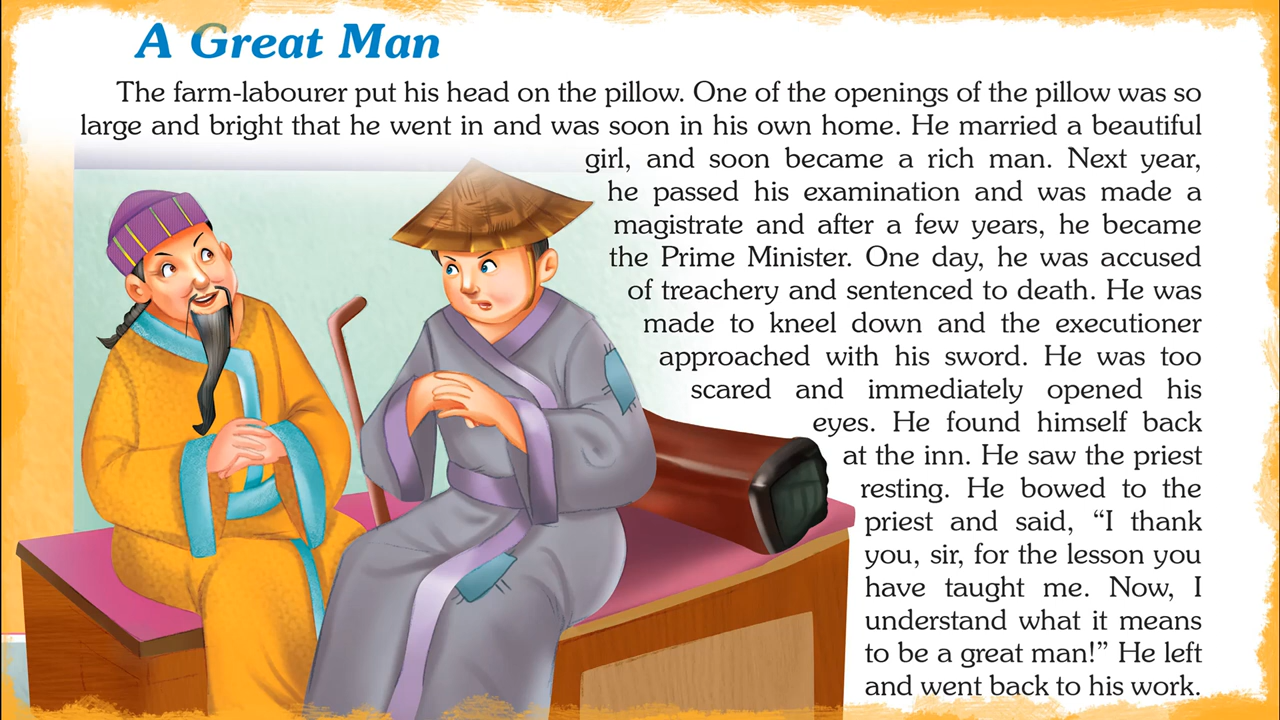 A Great Man
The farm-labourer put his head on the pillow. One of the openings of the pillow was so
large and bright that he went in and was soon in his own home. He married a beautiful
girl, and soon became a rich man. Next year,
he passed his examination and was made a
magistrate and after a few years, he became
the Prime Minister. One day, he was accused
of treachery and sentenced to death. He was
made to kneel down and the executioner
approached with his sword. He was too
scared and immediately opened his
eyes. He found himself back
at the inn. He saw the priest
resting. He bowed to the
priest and said, “I thank
you, sir, for the lesson you
have taught me. Now, I
understand what it means
to be a great man!” He left
and went back to his work.